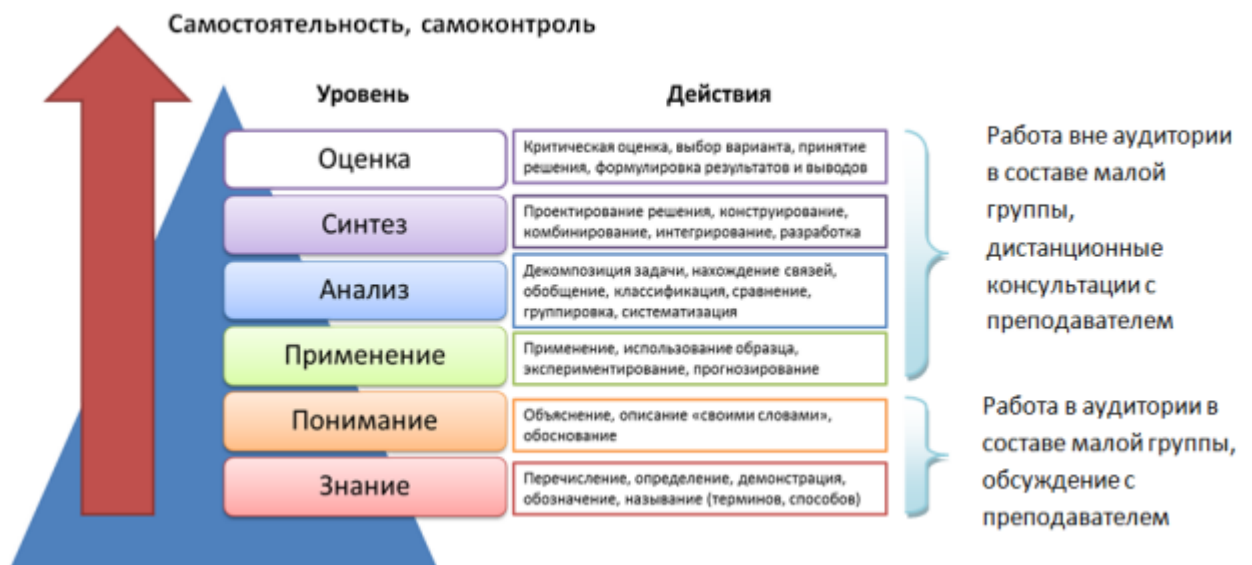 Самостоятельность, самоконтроль
Уровень
Действия
Оценка
Критическая оценка, выбор варианта, принятие
решения, формулировка результатов и выводов
Синтез
Проектирование решения, конструирование,
комбинирование, интегрирование, разработка
Анализ
Декомпозиция задачи, нахождение связей,
обобщение, классификация, сравнение,
группировка, систематизация
Применение
Применение, использование образца,
экспериментирование, прогнозирование
Работа вне аудитории
в составе малой
группы,
дистанционные
консультации с
преподавателем
Понимание
Объяснение, описание «своими словами»,
обоснование
Знание
Перечисление, определение, демонстрация,
обозначение, называние (терминов, способов)
Работа в аудитории в
составе малой группы,
обсуждение с
преподавателем